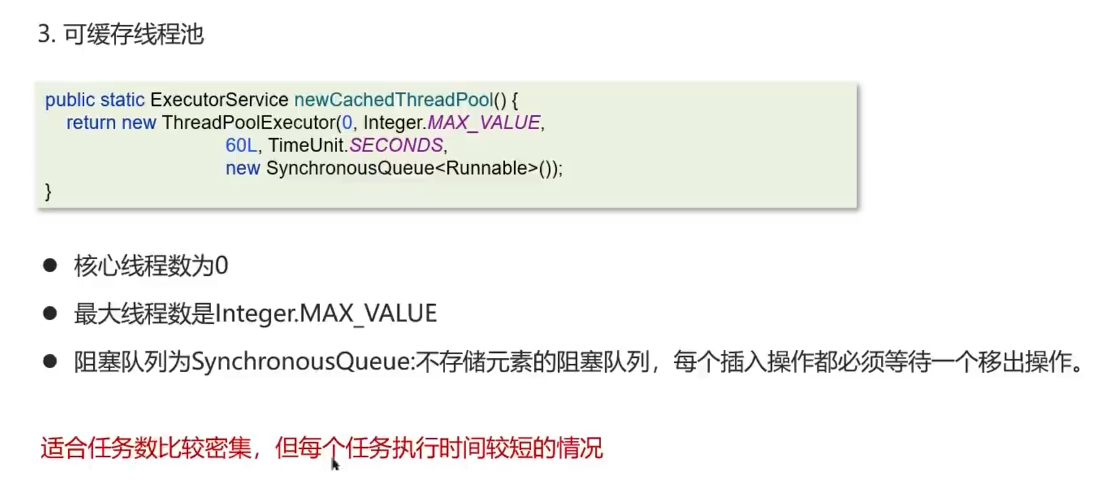 3. 可缓存线程池
public static ExecutorService newCachedThreadPool() {
return new ThreadPoolExecutor(0, Integer.MAX_VALUE,
60L, TimeUnit.SECONDS,
new SynchronousQueue<Runnable>());
}
● 核心线程数为0
● 最大线程数是Integer.MAX_VALUE
● 阻塞队列为SynchronousQueue:不存储元素的阻塞队列，每个插入操作都必须等待一个移出操作。
适合任务数比较密集，但每个任务执行时间较短的情况